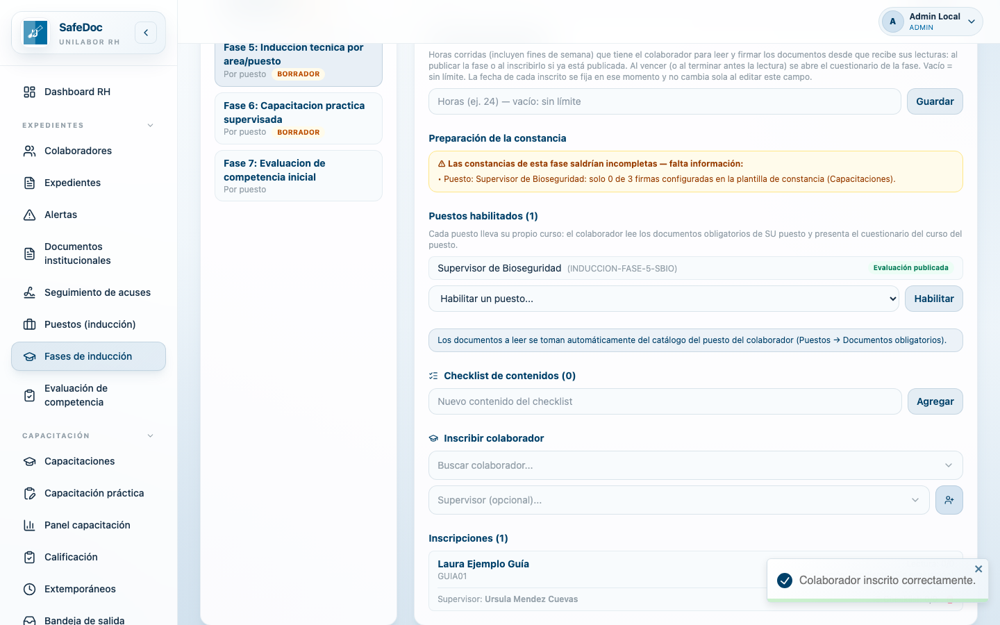 SafeDoc
UNILABOR RH
Dashboard RH
EXPEDIENTES
Colaboradores
Expedientes
Alertas
Documentos
institucionales
Seguimiento de acuses
Puestos (inducción)
Fases de inducción
Evaluación de
competencia
CAPACITACIÓN
Capacitaciones
Capacitación práctica
Panel capacitación
Calificación
Extemporáneos
Bandeja de salida
A
Admin Local
ADMIN
Fase 5: Induccion tecnica por
area/puesto
Por puesto BORRADOR
Fase 6: Capacitacion practica
supervisada
Por puesto BORRADOR
Fase 7: Evaluacion de
competencia inicial
Por puesto
Horas corridas (incluyen fines de semana) que tiene el colaborador para leer y firmar los documentos desde que recibe sus lecturas: al
publicar la fase o al inscribirlo si ya está publicada. Al vencer (o al terminar antes la lectura) se abre el cuestionario de la fase. Vacío =
sin límite. La fecha de cada inscrito se fija en ese momento y no cambia sola al editar este campo.
Horas (ej. 24) — vacío: sin límite
Guardar
Preparación de la constancia
⚠ Las constancias de esta fase saldrían incompletas — falta información:
• Puesto: Supervisor de Bioseguridad: solo 0 de 3 firmas configuradas en la plantilla de constancia (Capacitaciones).
Puestos habilitados (1)
Cada puesto lleva su propio curso: el colaborador lee los documentos obligatorios de SU puesto y presenta el cuestionario del curso del
puesto.
Supervisor de Bioseguridad (INDUCCION-FASE-5-SBIO) Evaluación publicada
Habilitar un puesto...
Habilitar
Los documentos a leer se toman automáticamente del catálogo del puesto del colaborador (Puestos → Documentos obligatorios).
Checklist de contenidos (0)
Nuevo contenido del checklist
Agregar
Inscribir colaborador
Buscar colaborador...
Supervisor (opcional)...
Inscripciones (1)
Laura Ejemplo Guía
GUIA01
Supervisor: Ursula Mendez Cuevas
Colaborador inscrito correctamente.